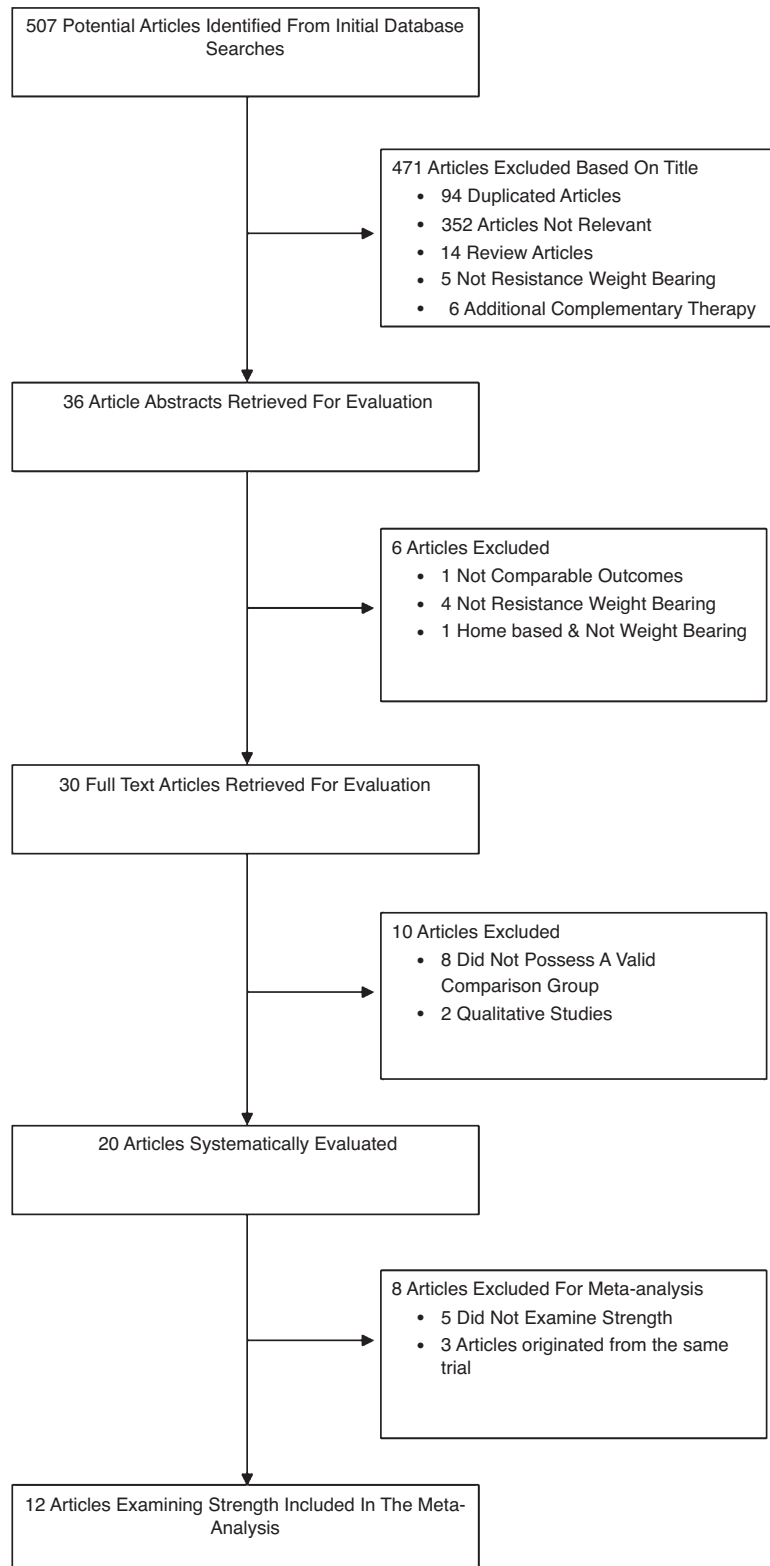 507 Potential Articles Identified From Initial Database
Searches
471 Articles Excluded Based On Title
• 94 Duplicated Articles
• 352 Articles Not Relevant
• 14 Review Articles
• 5 Not Resistance Weight Bearing
• 6 Additional Complementary Therapy
36 Article Abstracts Retrieved For Evaluation
6 Articles Excluded
• 1 Not Comparable Outcomes
• 4 Not Resistance Weight Bearing
• 1 Home based & Not Weight Bearing
30 Full Text Articles Retrieved For Evaluation
10 Articles Excluded
• 8 Did Not Possess A Valid
Comparison Group
• 2 Qualitative Studies
20 Articles Systematically Evaluated
8 Articles Excluded For Meta-analysis
• 5 Did Not Examine Strength
• 3 Articles originated from the same
trial
12 Articles Examining Strength Included In The Meta-
Analysis